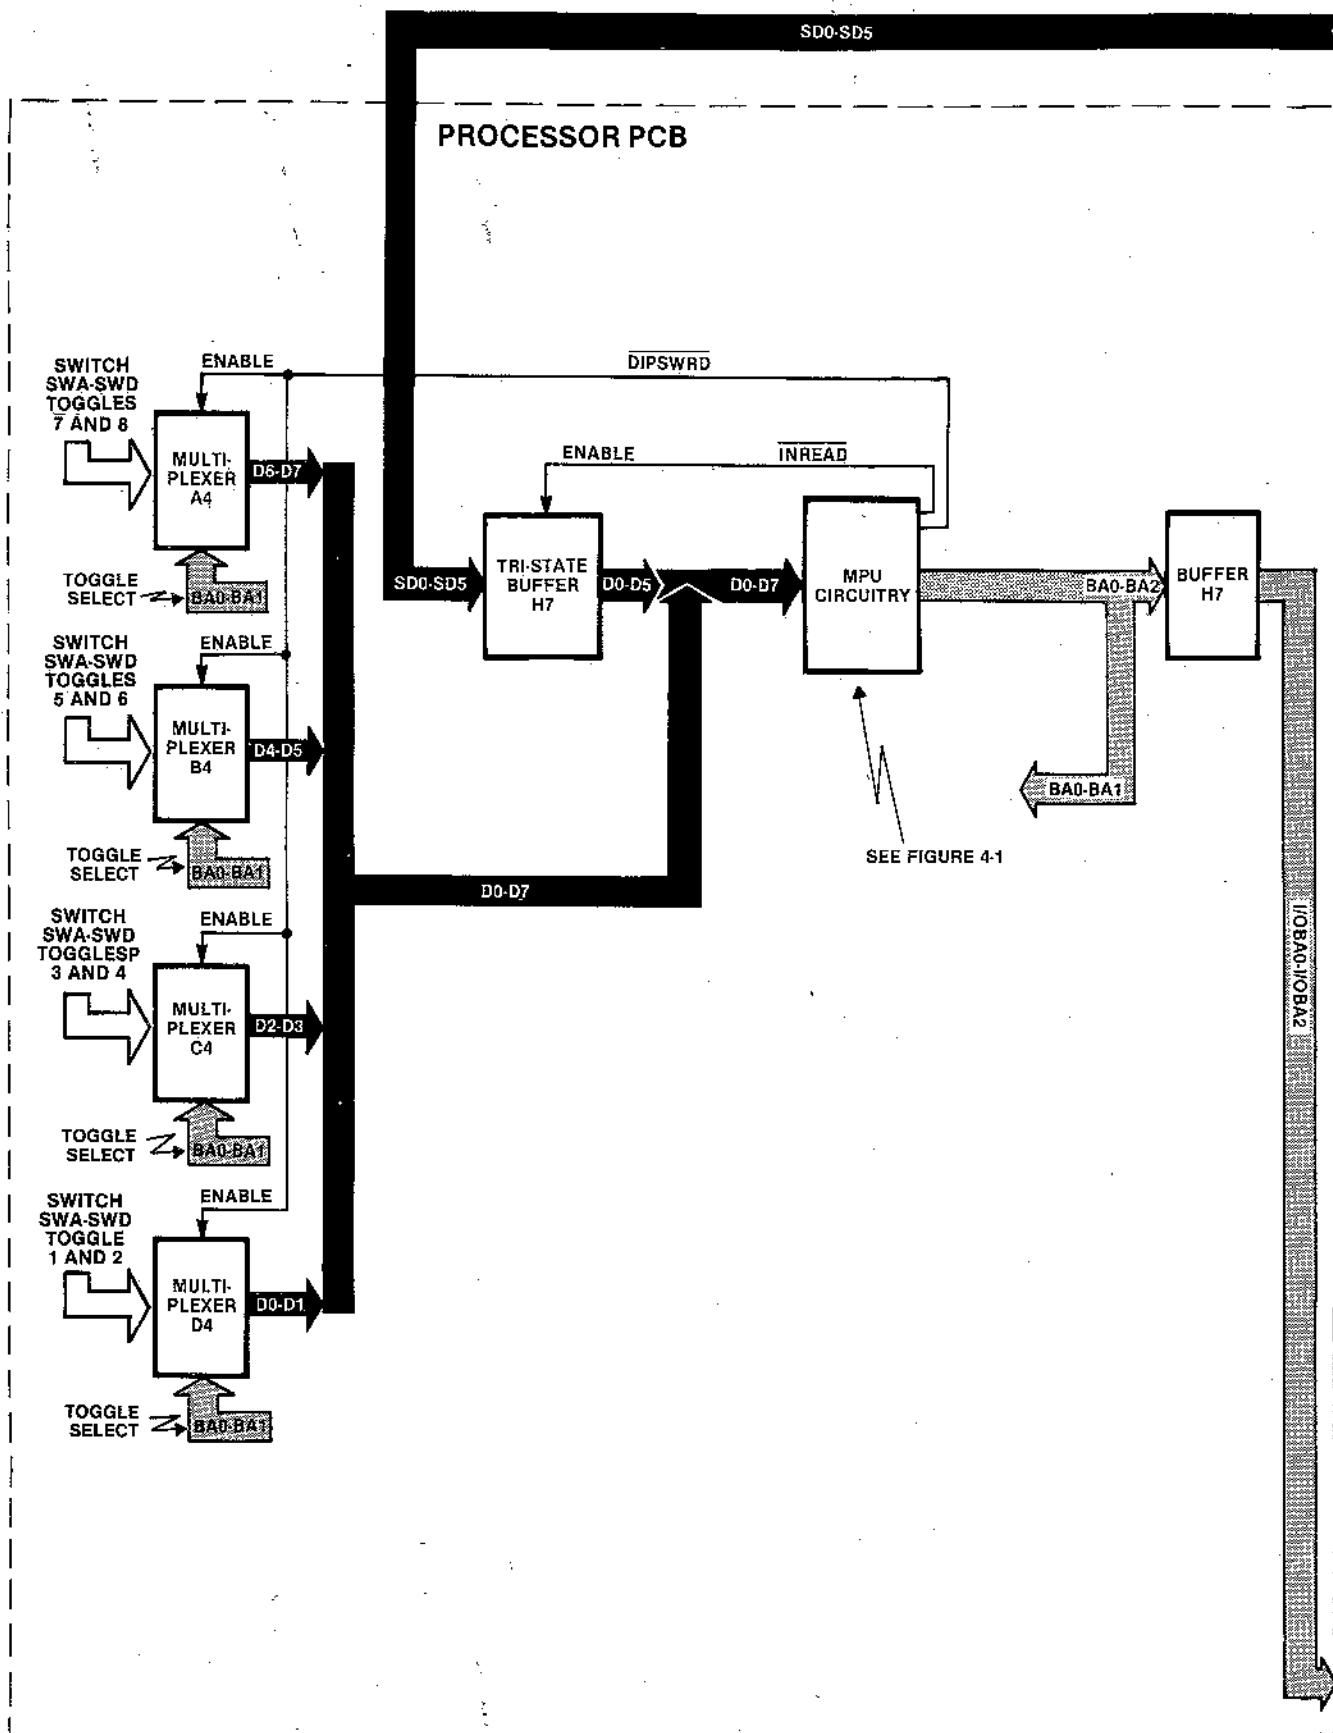 SD0-SD5
PROCESSOR PCB
SWITCH
SWA-SWD
TOGGLES
7 AND 8
ENABLE
DIPSWRD
MULTI-
PLEXER
A4
D6-D7
ENABLE
INREAD
TOGGLE
SELECT
BA0-BA1
SD0-SD5
TRI-STATE
BUFFER
H7
D0-D5
D0-D7
MPU
CIRCUITRY
BA0-BA2
BUFFER
H7
SWITCH
SWA-SWD
TOGGLES
5 AND 6
ENABLE
MULTI-
PLEXER
B4
D4-D5
BA0-BA1
TOGGLE
SELECT
BA0-BA1
SEE FIGURE 4-1
D0-D7
SWITCH
SWA-SWD
TOGGLESP
3 AND 4
ENABLE
I/OBA0-I/OBA2
MULTI-
PLEXER
C4
D2-D3
TOGGLE
SELECT
BA0-BA1
SWITCH
SWA-SWD
TOGGLE
1 AND 2
ENABLE
MULTI-
PLEXER
D4
D0-D1
TOGGLE
SELECT
BA0-BA1